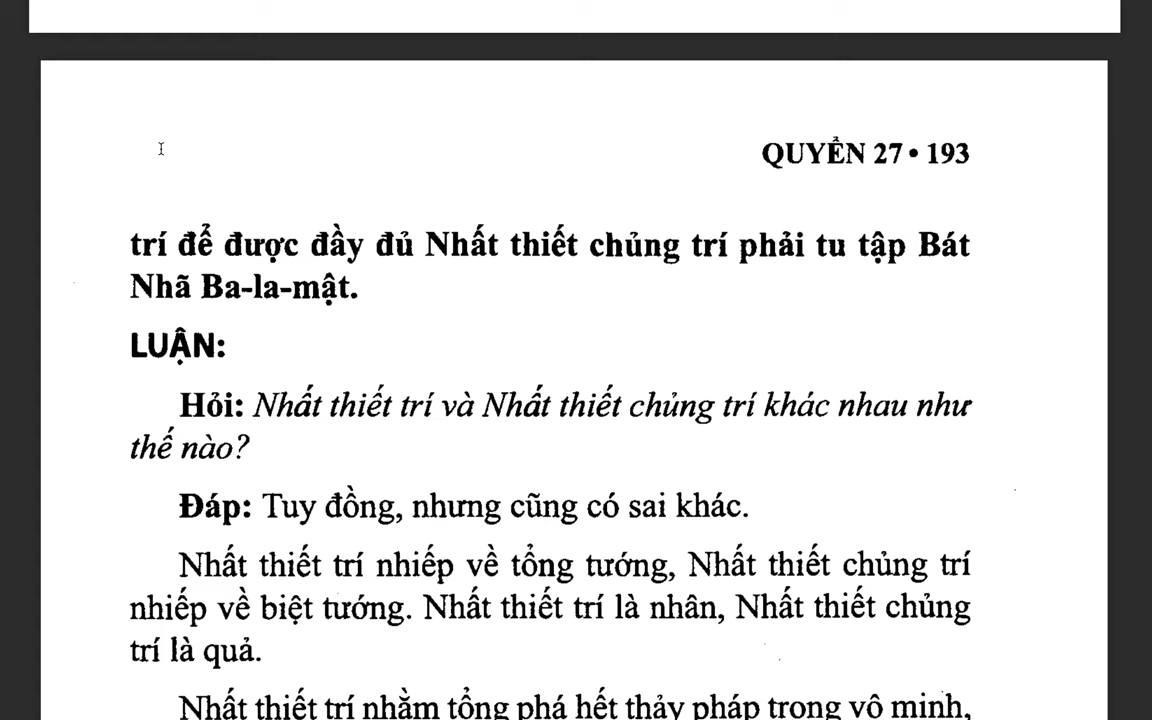 QUYỂN 27 • 193
trí để được đầy đủ Nhất thiết chủng trí phải tu tập Bát
Nhã Ba-la-mật.
LUẬN:
Hỏi: Nhất thiết trí và Nhất thiết chủng trí khác nhau như
thế nào?
Đáp: Tuy đồng, nhưng cũng có sai khác.
Nhất thiết trí nhiếp về tổng tướng, Nhất thiết chủng trí
nhiếp về biệt tướng. Nhất thiết trí là nhân, Nhất thiết chủng
trí là quả.
Nhất thiết trí nhằm tổng phá hết thảy pháp trong vô minh,